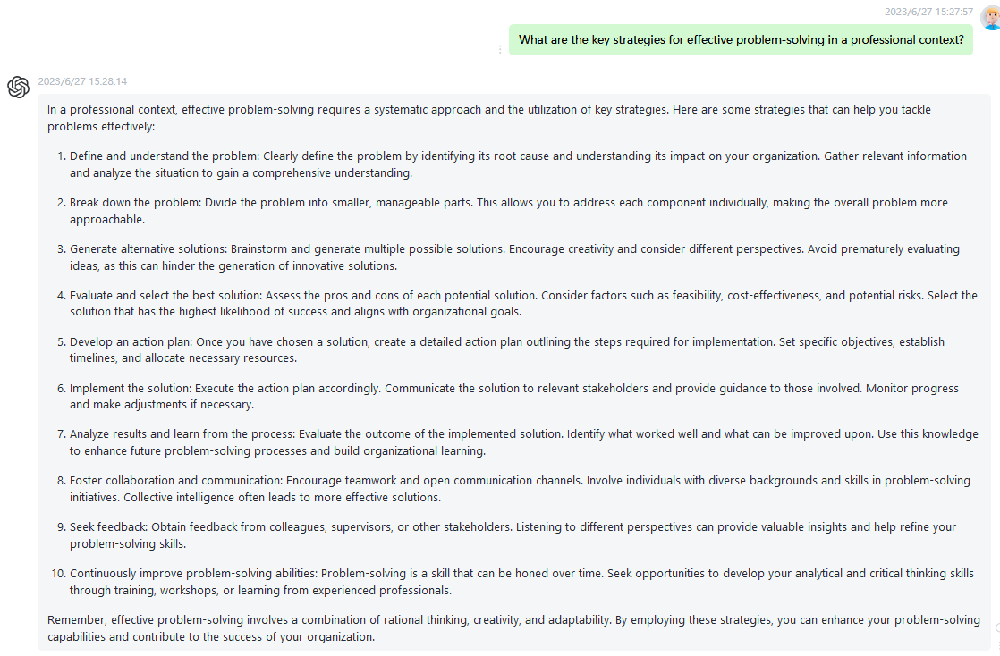 2023/6/27 15:27:57
What are the key strategies for effective problem-solving in a professional context?
2023/6/27 15:28:14
In a professional context, effective problem-solving requires a systematic approach and the utilization of key strategies. Here are some strategies that can help you tackle
problems effectively:
1. Define and understand the problem: Clearly define the problem by identifying its root cause and understanding its impact on your organization. Gather relevant information
and analyze the situation to gain a comprehensive understanding.
2. Break down the problem: Divide the problem into smaller, manageable parts. This allows you to address each component individually, making the overall problem more
approachable.
3. Generate alternative solutions: Brainstorm and generate multiple possible solutions. Encourage creativity and consider different perspectives. Avoid prematurely evaluating
ideas, as this can hinder the generation of innovative solutions.
4. Evaluate and select the best solution: Assess the pros and cons of each potential solution. Consider factors such as feasibility, cost-effectiveness, and potential risks. Select the
solution that has the highest likelihood of success and aligns with organizational goals.
5. Develop an action plan: Once you have chosen a solution, create a detailed action plan outlining the steps required for implementation. Set specific objectives, establish
timelines, and allocate necessary resources.
6. Implement the solution: Execute the action plan accordingly. Communicate the solution to relevant stakeholders and provide guidance to those involved. Monitor progress
and make adjustments if necessary.
7. Analyze results and learn from the process: Evaluate the outcome of the implemented solution. Identify what worked well and what can be improved upon. Use this knowledge
to enhance future problem-solving processes and build organizational learning.
8. Foster collaboration and communication: Encourage teamwork and open communication channels. Involve individuals with diverse backgrounds and skills in problem-solving
initiatives. Collective intelligence often leads to more effective solutions.
9. Seek feedback: Obtain feedback from colleagues, supervisors, or other stakeholders. Listening to different perspectives can provide valuable insights and help refine your
problem-solving skills.
10. Continuously improve problem-solving abilities: Problem-solving is a skill that can be honed over time. Seek opportunities to develop your analytical and critical thinking skills
through training, workshops, or learning from experienced professionals.
Remember, effective problem-solving involves a combination of rational thinking, creativity, and adaptability. By employing these strategies, you can enhance your problem-solving
capabilities and contribute to the success of your organization.